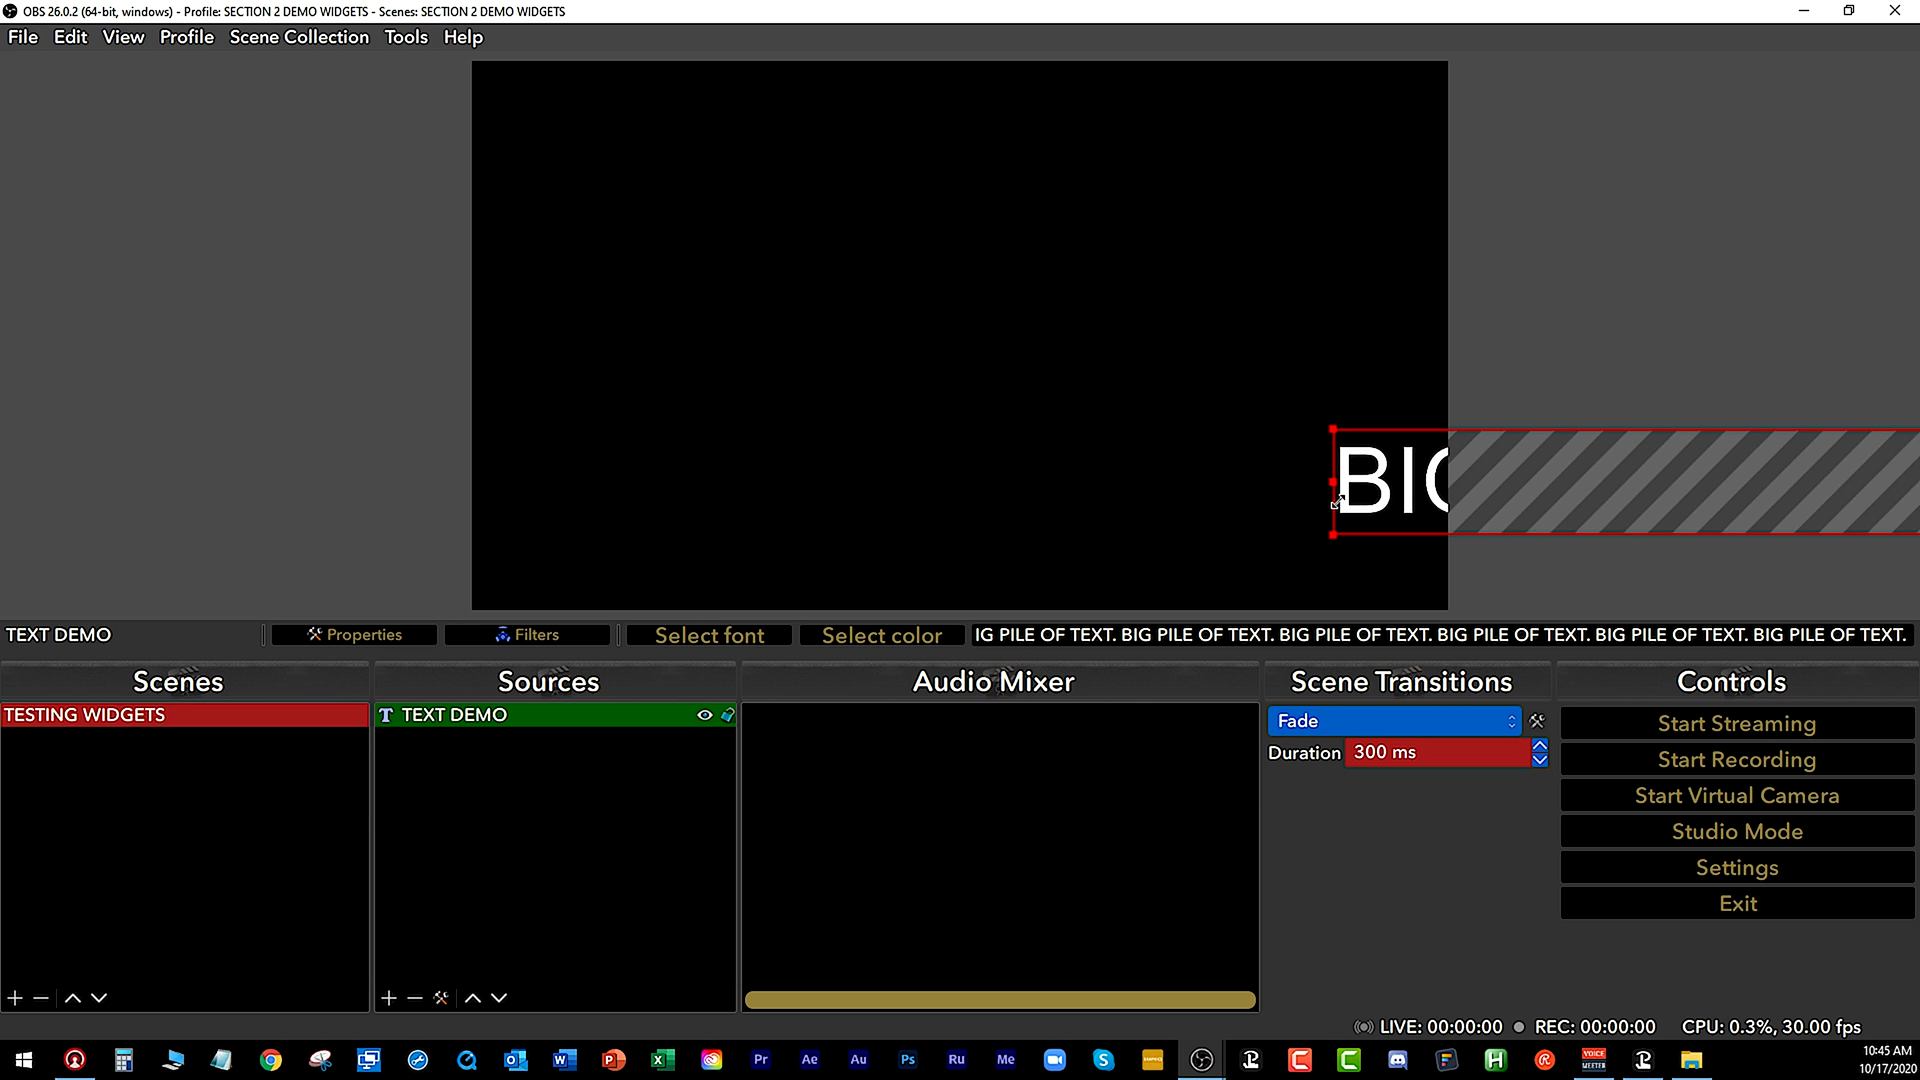 OBS 26.0.2 (64-bit, windows) - Profile: SECTION 2 DEMO WIDGETS - Scenes: SECTION 2 DEMO WIDGETS
File Edit View Profile Scene Collection Tools Help
BIG
TEXT DEMO Properties Filters Select font Select color IG PILE OF TEXT. BIG PILE OF TEXT. BIG PILE OF TEXT. BIG PILE OF TEXT. BIG PILE OF TEXT. BIG PILE OF TEXT.
Scenes Sources Audio Mixer Scene Transitions Controls
TESTING WIDGETS
T TEXT DEMO
Fade
Duration 300 ms
Start Streaming
Start Recording
Start Virtual Camera
Studio Mode
Settings
Exit
LIVE: 00:00:00 REC: 00:00:00 CPU: 0.3%, 30.00 fps
Pr Ae Au Ps Ru Me
VOICE
MEETER
10:45 AM
10/17/2020